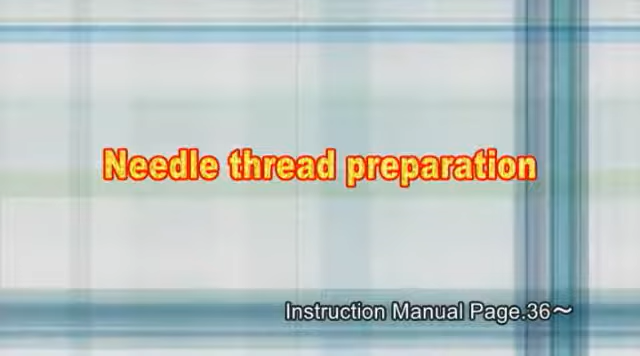 Needle thread preparation
Instruction Manual Page.36～